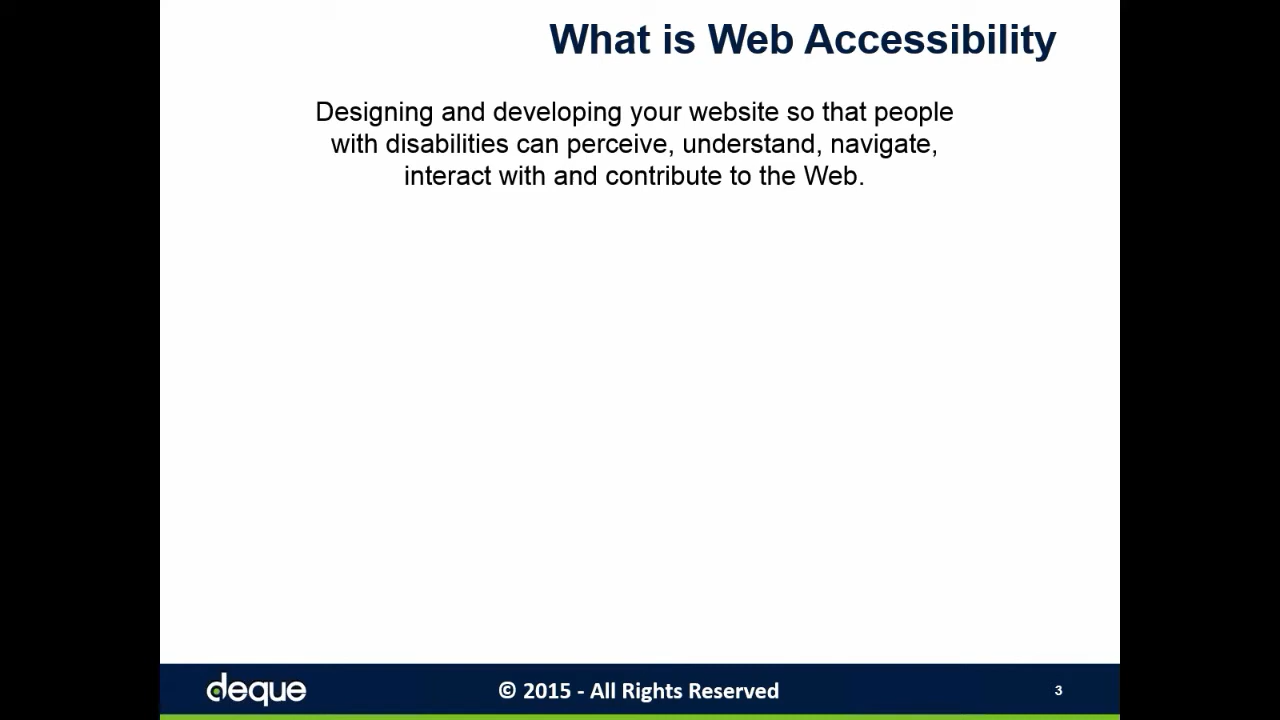 What is Web Accessibility
Designing and developing your website so that people
with disabilities can perceive, understand, navigate,
interact with and contribute to the Web.
deque
© 2015 - All Rights Reserved
3